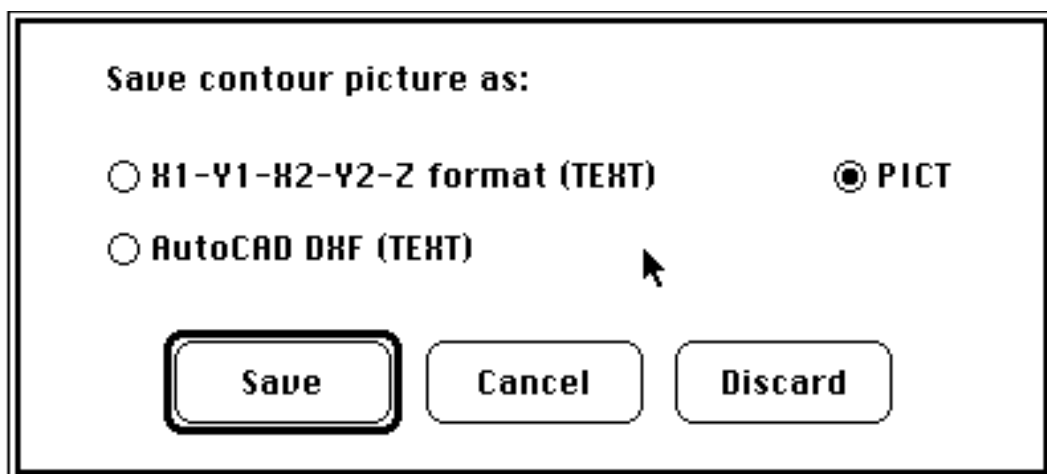 Save contour picture as:
X1-Y1-X2-Y2-Z format (TEXT) PICT
AutoCAD DXF (TEXT)
Save Cancel Discard